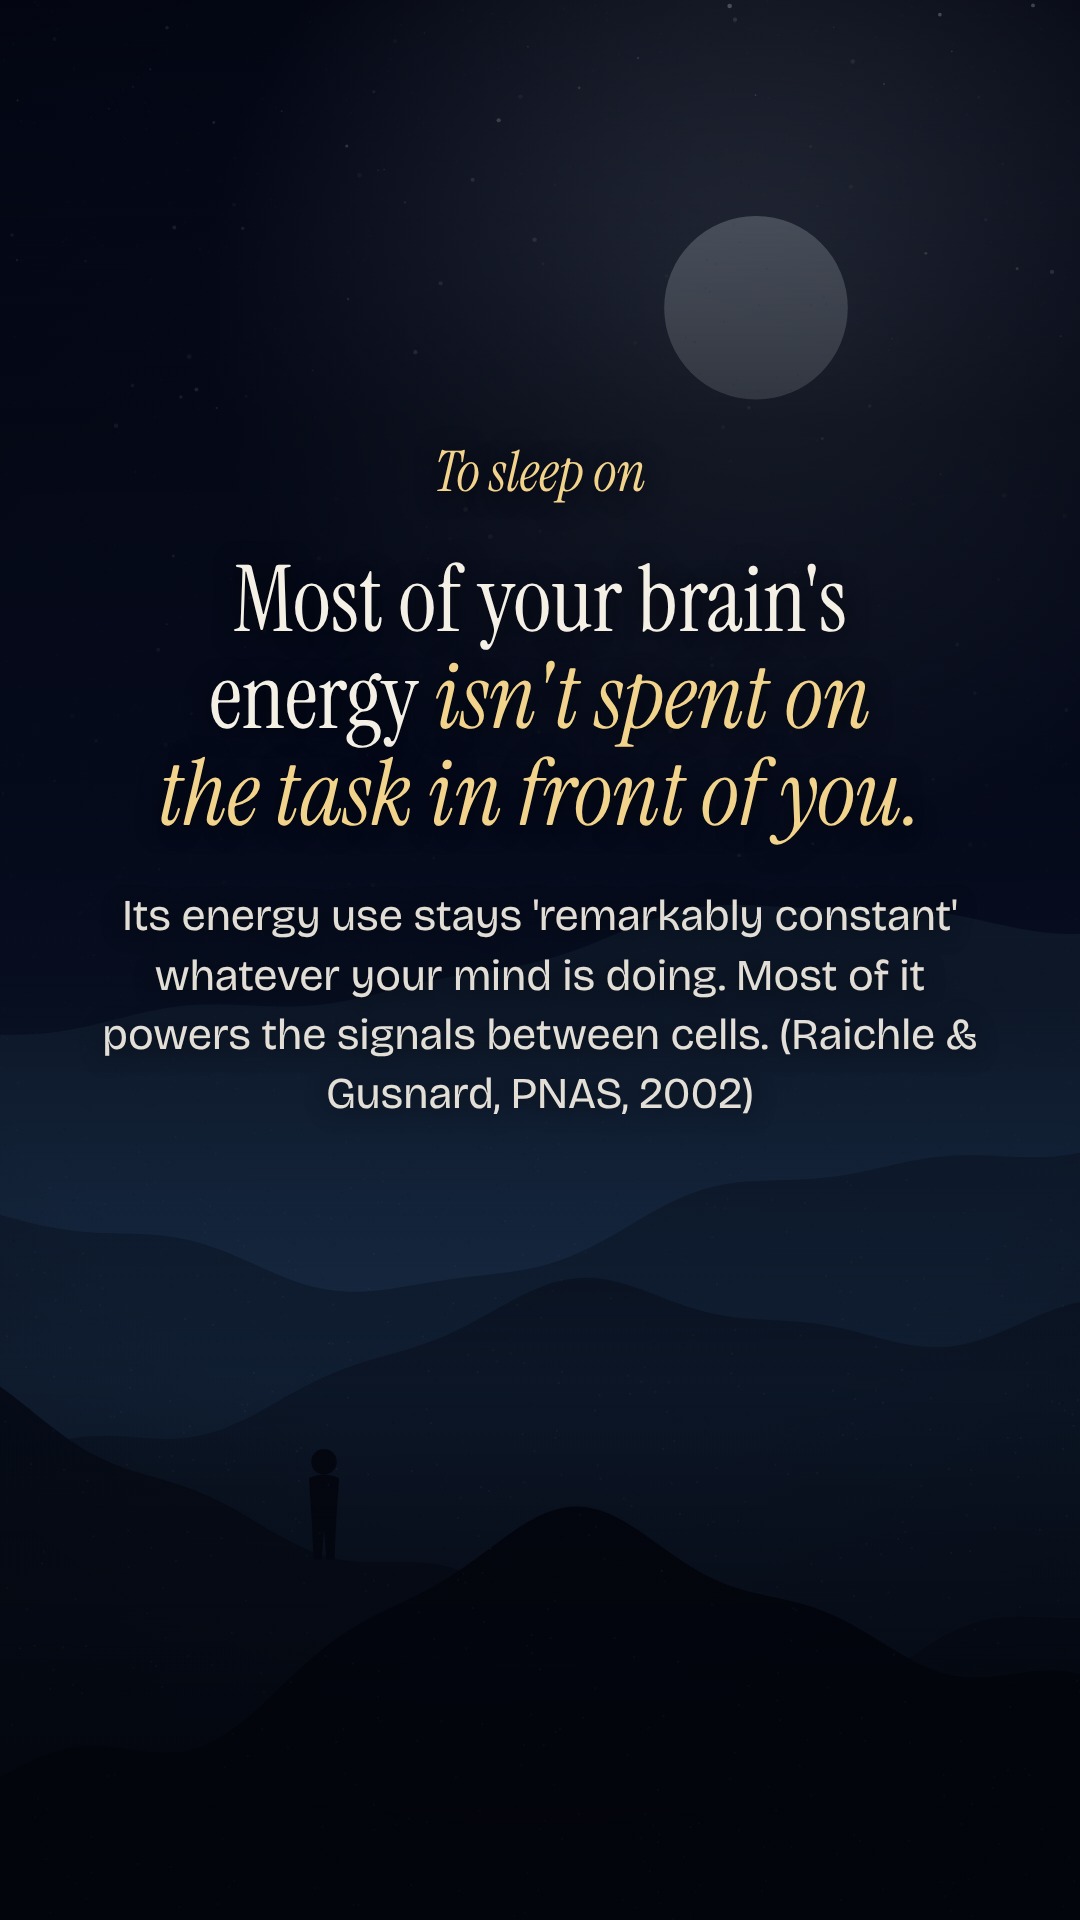 To sleep on
Most of your brain's
energy isn't spent on
the task in front of you.
Its energy use stays 'remarkably constant'
whatever your mind is doing. Most of it
powers the signals between cells. (Raichle &
Gusnard, PNAS, 2002)